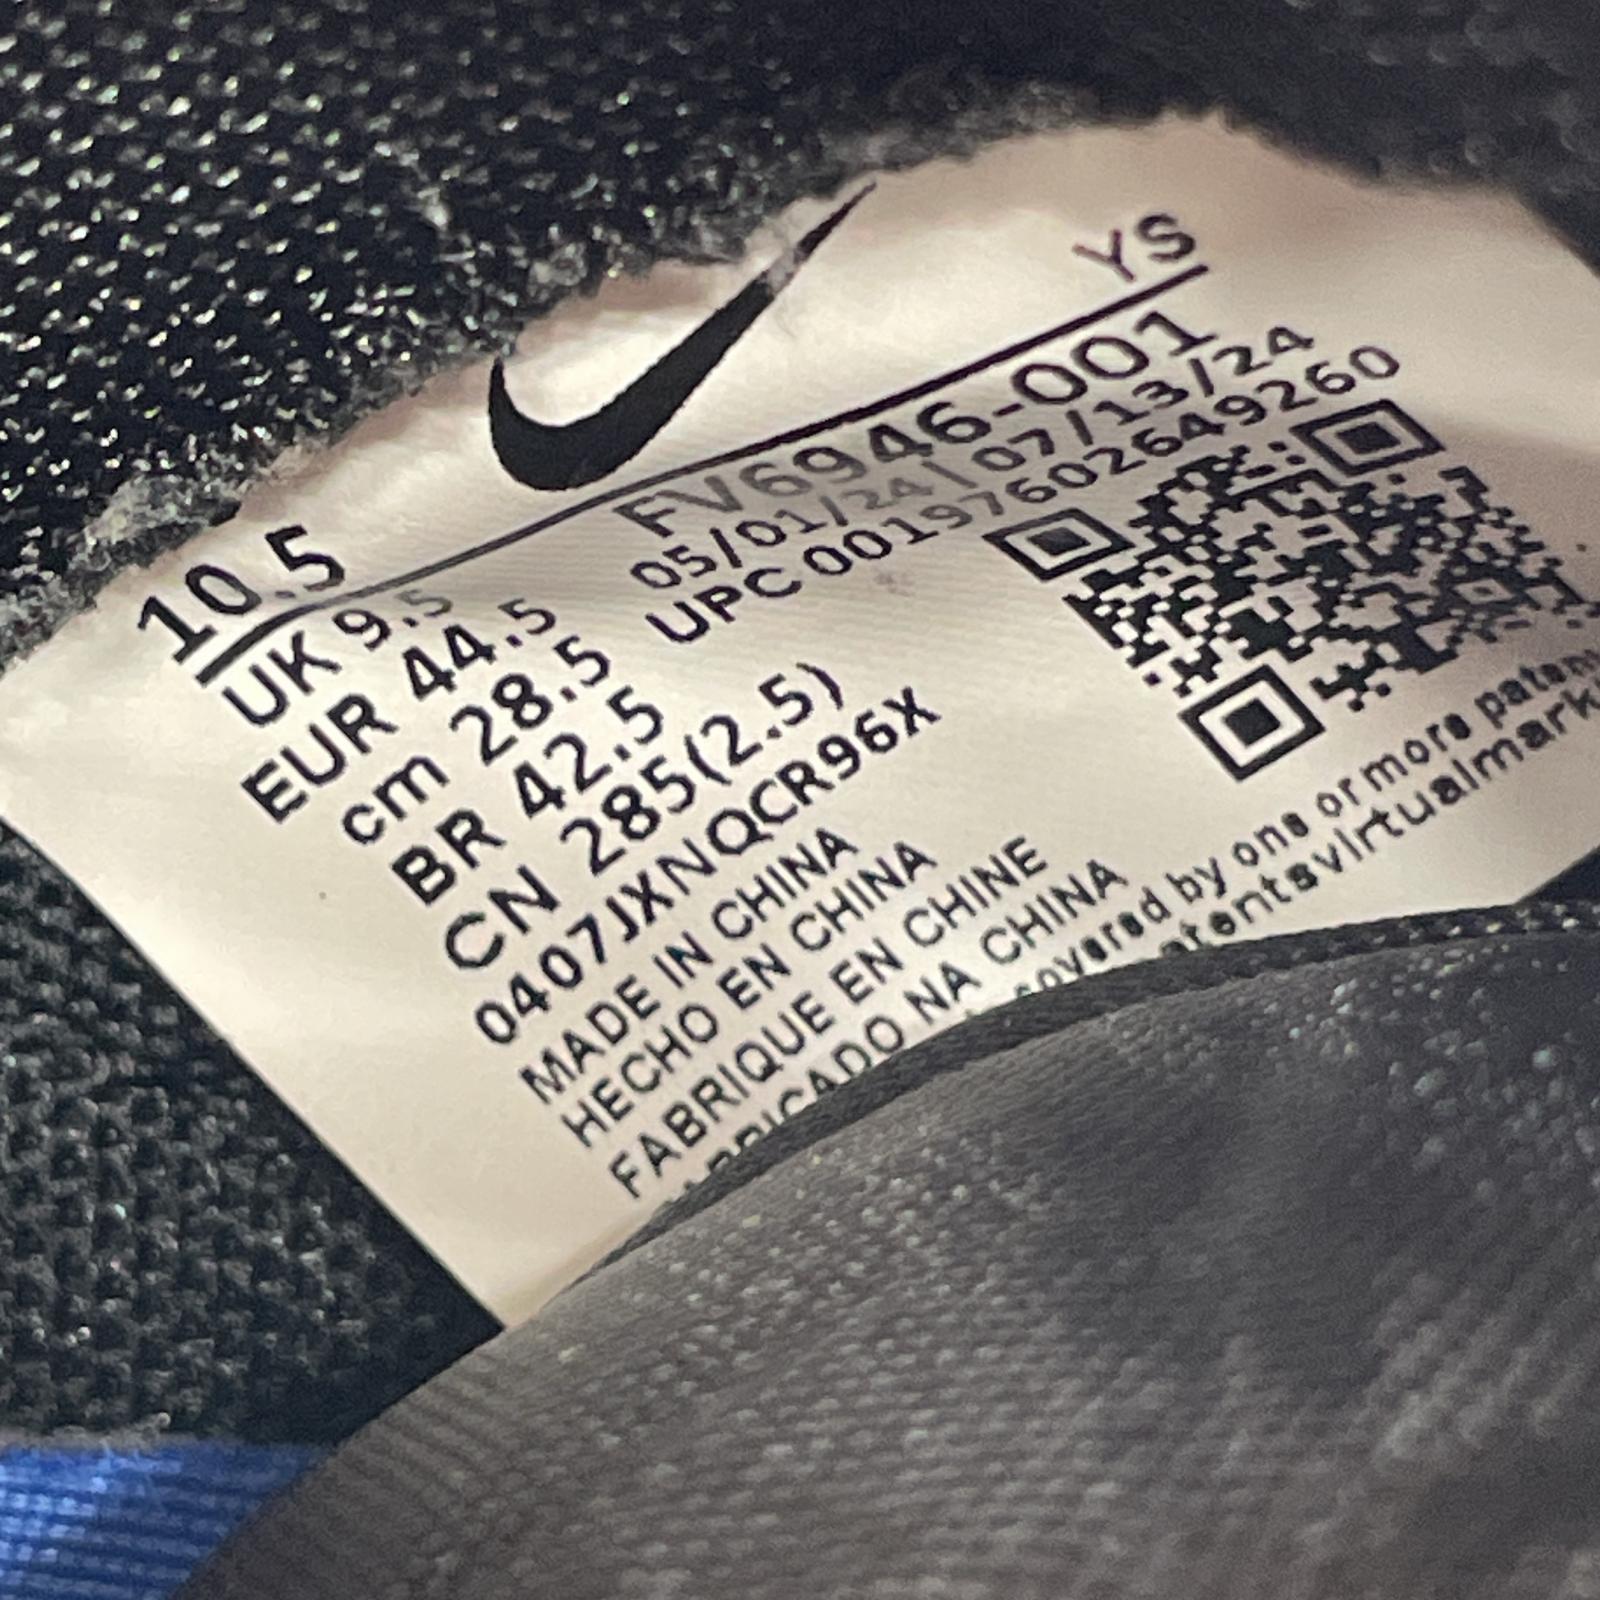 YS
10.5
UK 9.5
EUR 44.5
cm 28.5
BR 42.5
CN 285(2.5)
FV6946-001
05/01/24 | 07/13/24
UPC 00197602649260
0407JXNQCR96X
MADE IN CHINA
HECHO EN CHINA
FABRIQUE EN CHINE
NA CHINA
covered by one or more